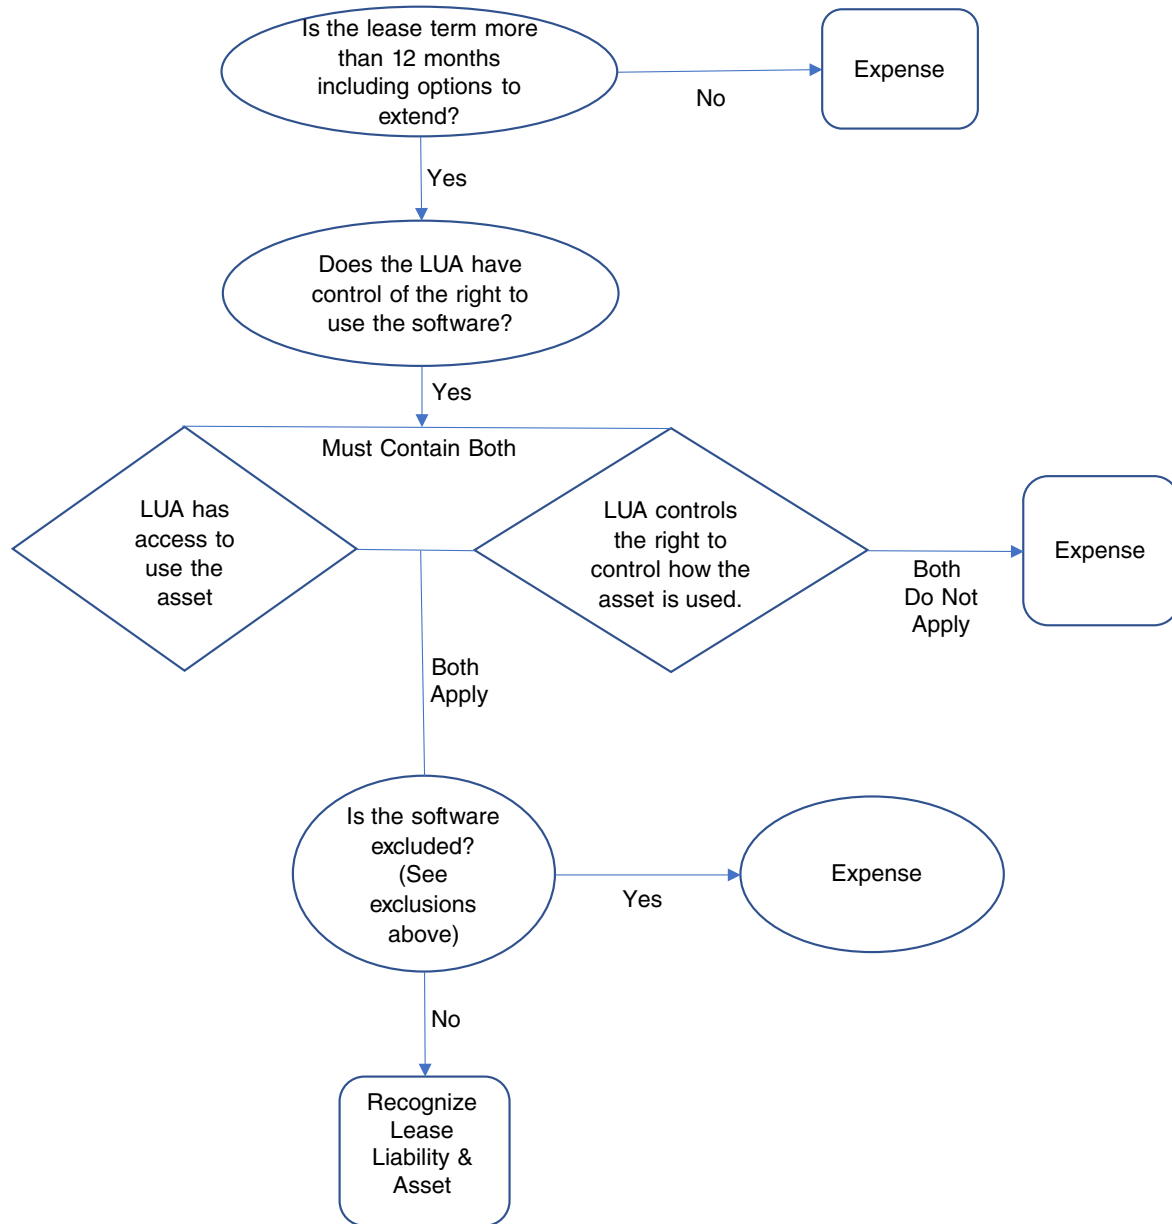 Is the lease term more
than 12 months
including options to
extend?
Expense
No
Yes
Does the LUA have
control of the right to
use the software?
Yes
Must Contain Both
LUA has
access to
use the
asset
LUA controls
the right to
control how the
asset is used.
Expense
Both
Do Not
Apply
Both
Apply
Is the software
excluded?
(See
exclusions
above)
Expense
Yes
No
Recognize
Lease
Liability &
Asset